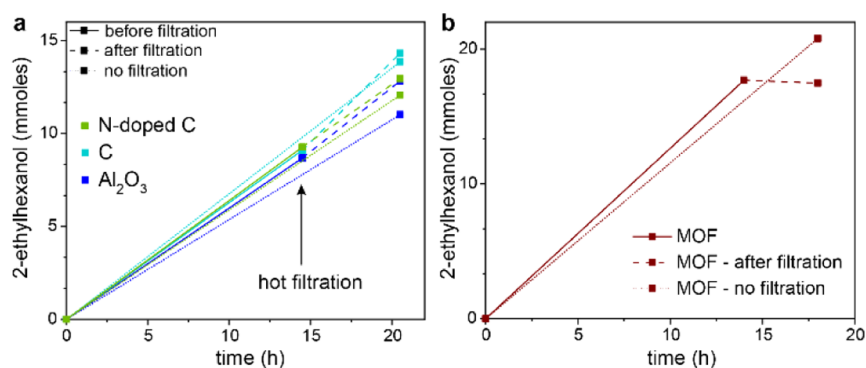 a
before filtration
after filtration
no filtration
N-doped C
C
Al₂O₃
hot filtration
15
10
5
0
0 5 10 15 20
2-ethylhexanol (mmoles)
time (h)
b
20
10
0
0 5 10 15 20
2-ethylhexanol (mmoles)
MOF
MOF - after filtration
MOF - no filtration
time (h)